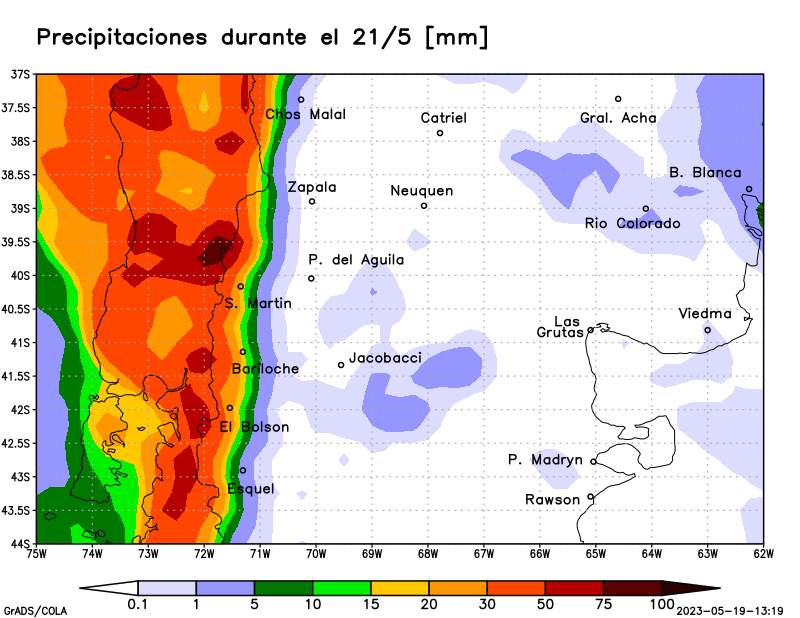 Precipitaciones durante el 21/5 [mm]
37S
37.5S
38S
38.5S
39S
39.5S
40S
40.5S
41S
41.5S
42S
42.5S
43S
43.5S
44S
Chos Malal
Catriel
Gral. Acha
B. Blanca
Zapala
Neuquen
Rio Colorado
P. del Aguila
S. Martin
Las
Grutas
Viedma
Bariloche
Jacobacci
El Bolson
Esquel
P. Madryn
Rawson
75W 74W 73W 72W 71W 70W 69W 68W 67W 66W 65W 64W 63W 62W
0.1 1 5 10 15 20 30 50 75 100
GrADS/COLA
2023-05-19-13:19